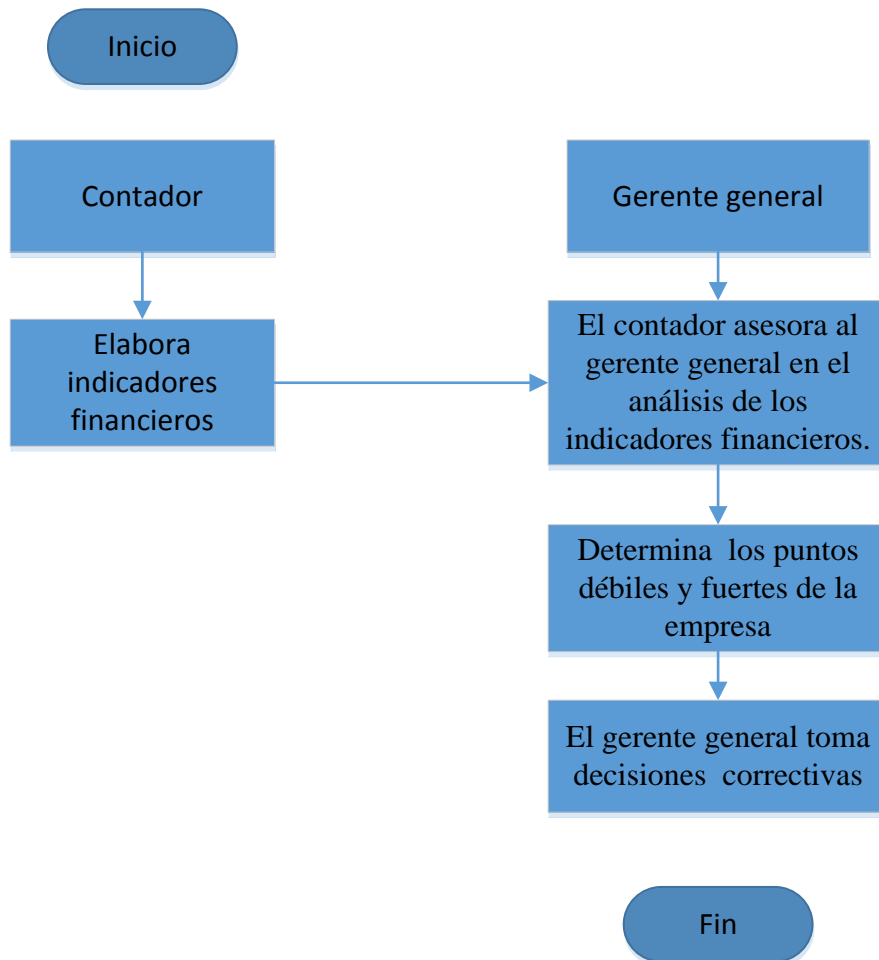 Inicio
Contador
Gerente general
Elabora
indicadores
financieros
El contador asesora al
gerente general en el
análisis de los
indicadores financieros.
Determina los puntos
débiles y fuertes de la
empresa
El gerente general toma
decisiones correctivas
Fin